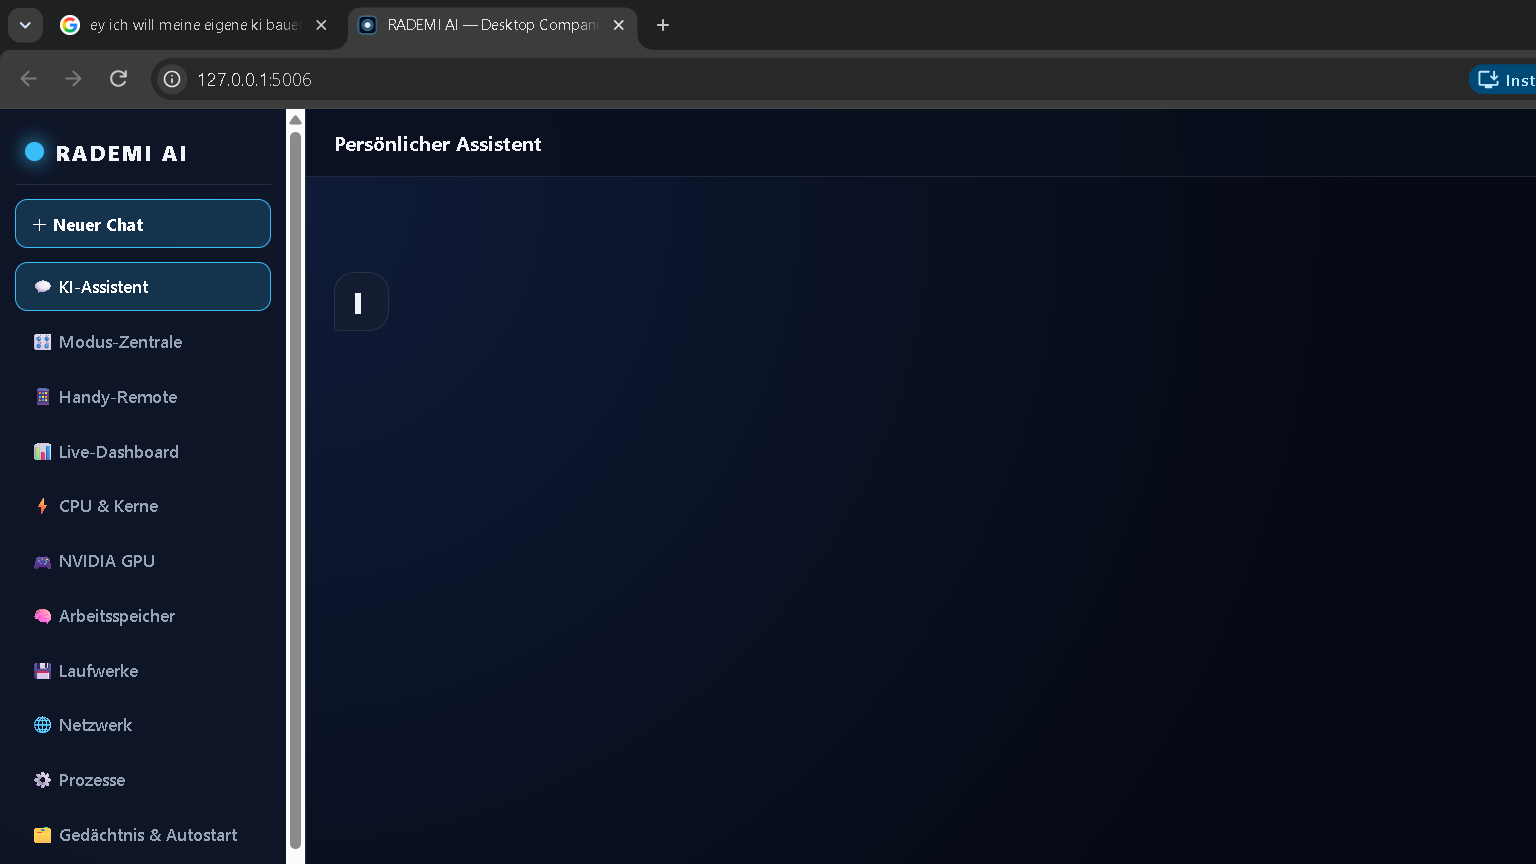 ey ich will meine eigene ki baue
RADEMI AI — Desktop Compani
127.0.0.1:5006
Inst
RADEMI AI
Persönlicher Assistent
+ Neuer Chat
KI-Assistent
Modus-Zentrale
Handy-Remote
Live-Dashboard
CPU & Kerne
NVIDIA GPU
Arbeitsspeicher
Laufwerke
Netzwerk
Prozesse
Gedächtnis & Autostart